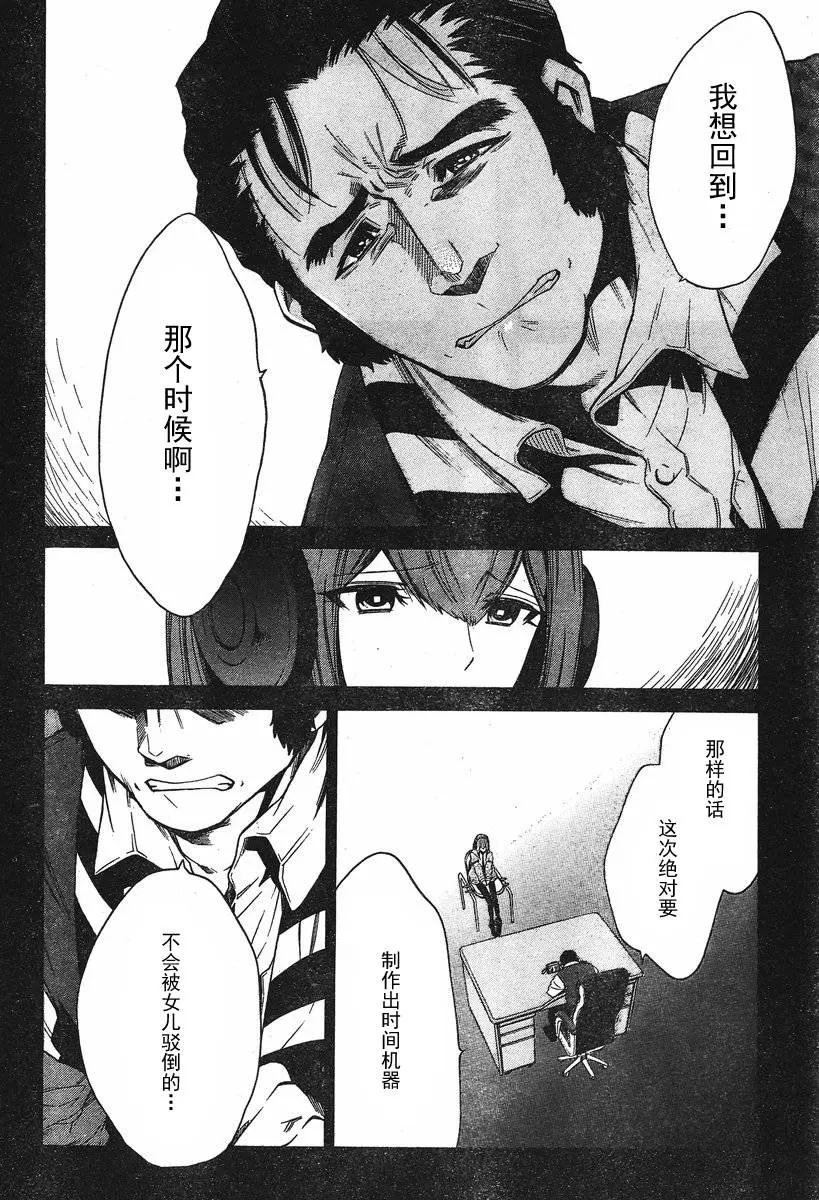 我想回到…
那个时候啊…
那样的话
这次绝对要
制作出时间机器
不会被女儿驳倒的…